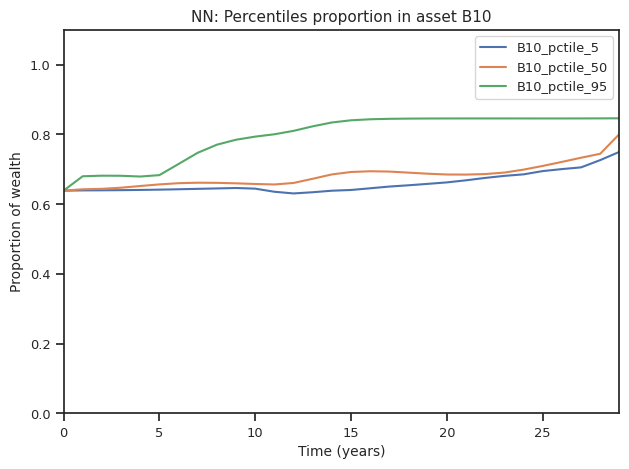 NN: Percentiles proportion in asset B10
B10_pctile_5
B10_pctile_50
B10_pctile_95
Proportion of wealth
1.0
0.8
0.6
0.4
0.2
0.0
0 5 10 15 20 25
Time (years)